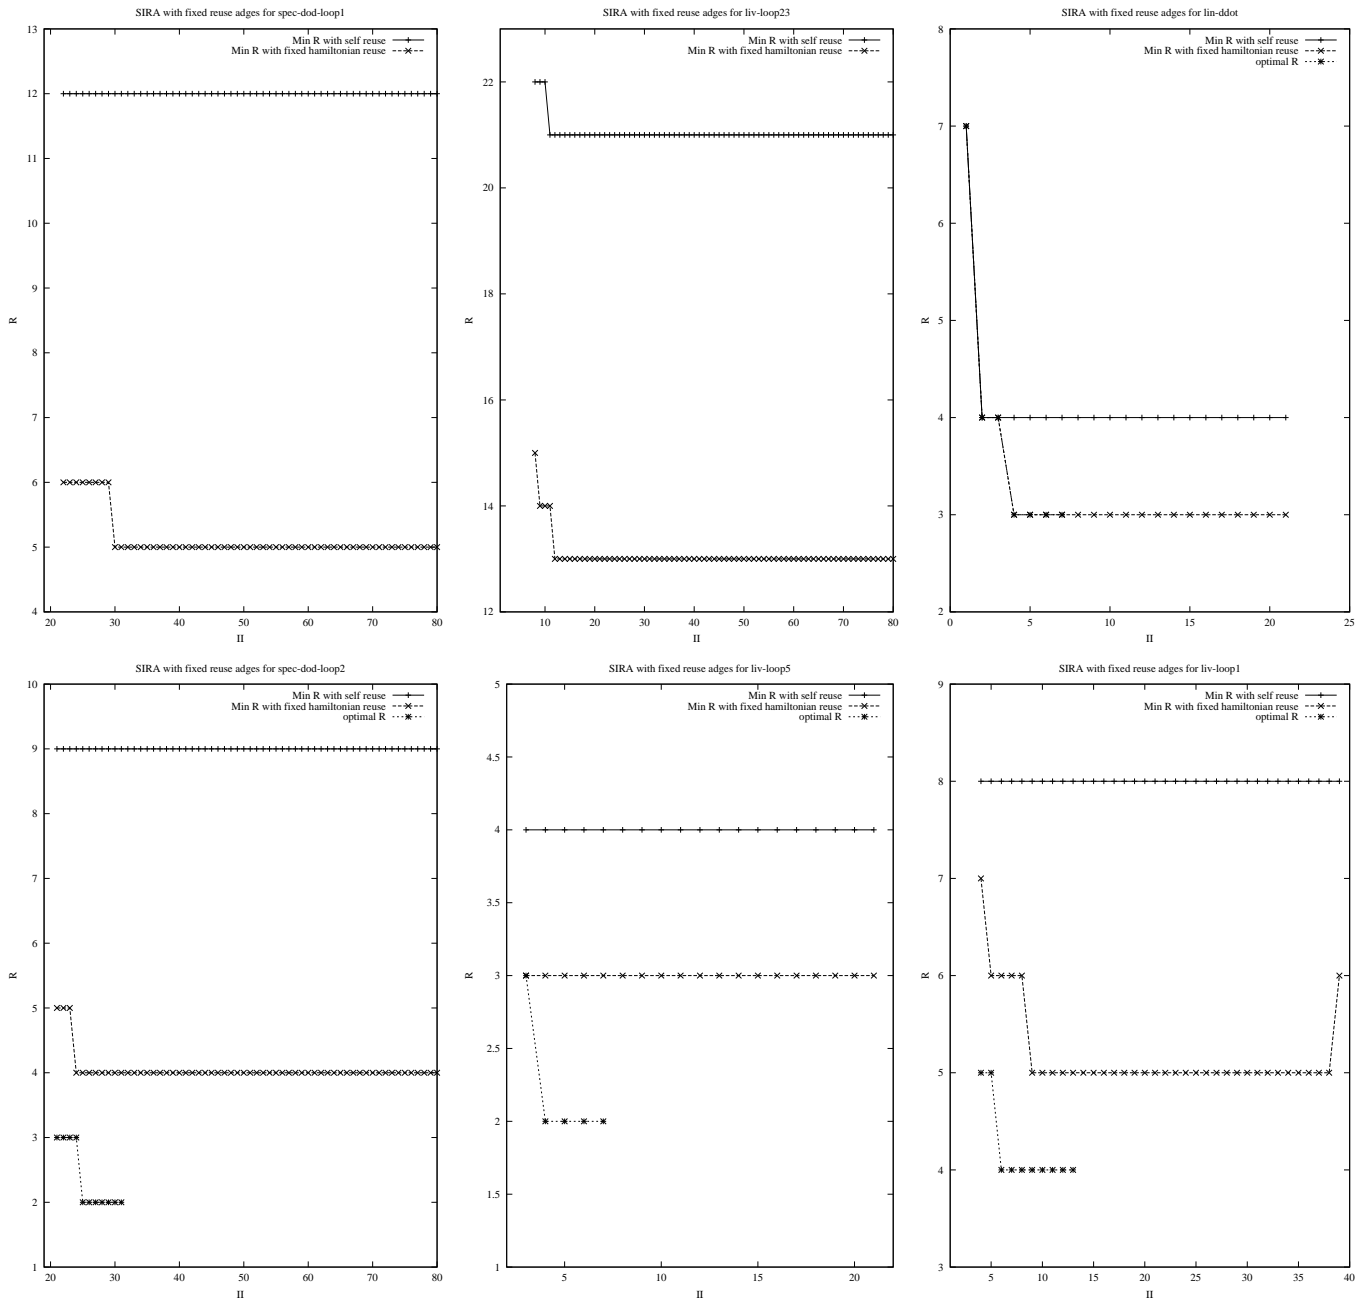 SIRA with fixed reuse adges for spec-dod-loop1
13
12
11
10
9
8
7
6
5
4
R
20 30 40 50 60 70 80
II
Min R with self reuse
Min R with fixed hamiltonian reuse
SIRA with fixed reuse adges for liv-loop23
22
20
18
16
14
12
R
10 20 30 40 50 60 70 80
II
Min R with self reuse
Min R with fixed hamiltonian reuse
SIRA with fixed reuse adges for lin-ddot
8
7
6
5
4
3
2
R
0 5 10 15 20 25
II
Min R with self reuse
Min R with fixed hamiltonian reuse
optimal R
SIRA with fixed reuse adges for spec-dod-loop2
10
9
8
7
6
5
4
3
2
1
R
20 30 40 50 60 70 80
II
Min R with self reuse
Min R with fixed hamiltonian reuse
optimal R
SIRA with fixed reuse adges for liv-loop5
5
4.5
4
3.5
3
2.5
2
1.5
1
R
5 10 15 20
II
Min R with self reuse
Min R with fixed hamiltonian reuse
optimal R
SIRA with fixed reuse adges for liv-loop1
9
8
7
6
5
4
3
R
5 10 15 20 25 30 35 40
II
Min R with self reuse
Min R with fixed hamiltonian reuse
optimal R